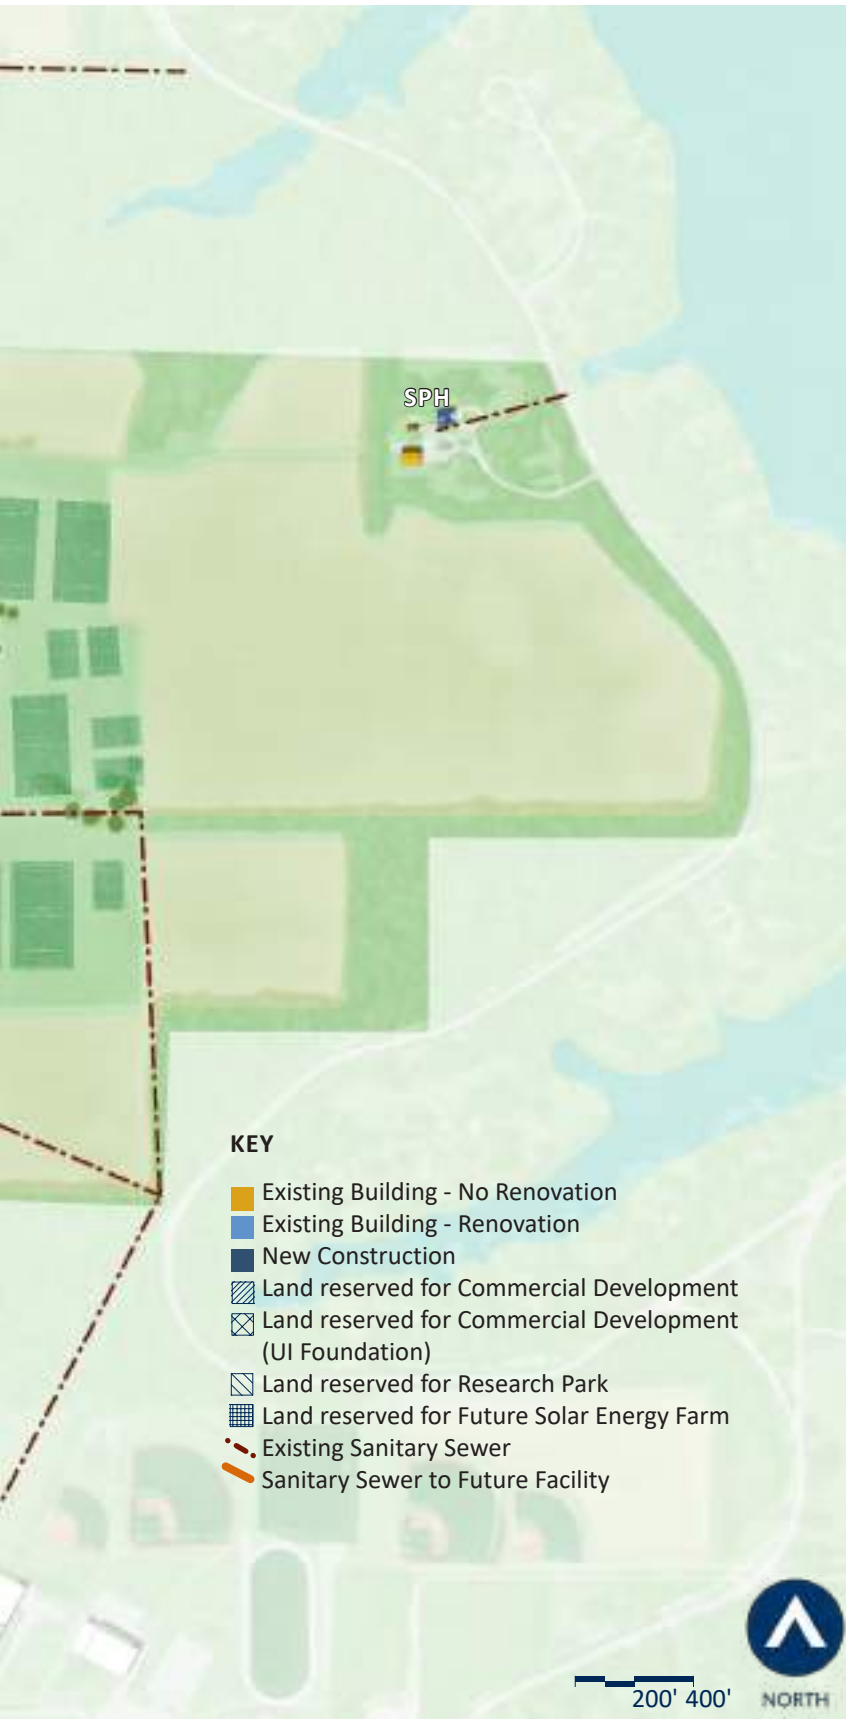 SPH
KEY
Existing Building - No Renovation
Existing Building - Renovation
New Construction
Land reserved for Commercial Development
Land reserved for Commercial Development
(UI Foundation)
Land reserved for Research Park
Land reserved for Future Solar Energy Farm
Existing Sanitary Sewer
Sanitary Sewer to Future Facility
200' 400'
NORTH